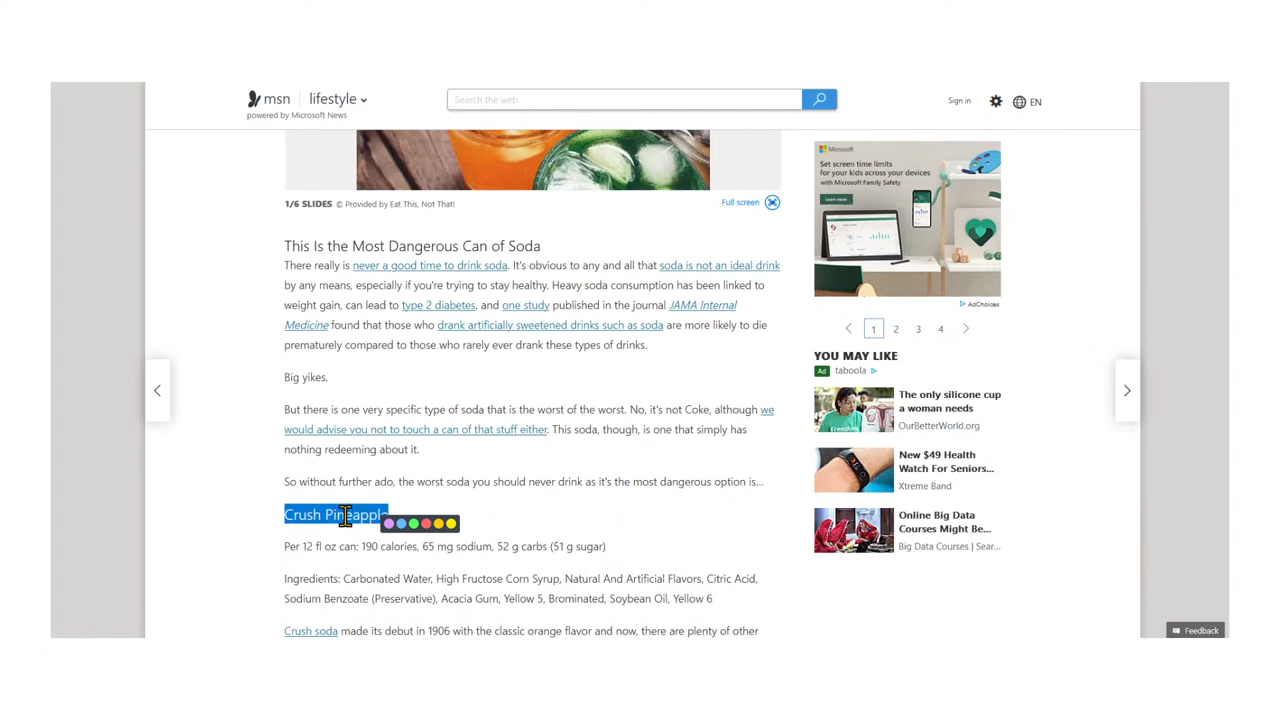 msn
lifestyle
powered by Microsoft News
Search the web
Sign in
EN
1/6 SLIDES © Provided by Eat This, Not That!
Full screen
This Is the Most Dangerous Can of Soda
There really is never a good time to drink soda. It's obvious to any and all that soda is not an ideal drink
by any means, especially if you're trying to stay healthy. Heavy soda consumption has been linked to
weight gain, can lead to type 2 diabetes, and one study published in the journal JAMA Internal
Medicine found that those who drank artificially sweetened drinks such as soda are more likely to die
prematurely compared to those who rarely ever drank these types of drinks.
Big yikes.
But there is one very specific type of soda that is the worst of the worst. No, it's not Coke, although we
would advise you not to touch a can of that stuff either. This soda, though, is one that simply has
nothing redeeming about it.
So without further ado, the worst soda you should never drink as it's the most dangerous option is...
Crush Pineapple
Per 12 fl oz can: 190 calories, 65 mg sodium, 52 g carbs (51 g sugar)
Ingredients: Carbonated Water, High Fructose Corn Syrup, Natural And Artificial Flavors, Citric Acid,
Sodium Benzoate (Preservative), Acacia Gum, Yellow 5, Brominated, Soybean Oil, Yellow 6
Crush soda made its debut in 1906 with the classic orange flavor and now, there are plenty of other
Microsoft
Set screen time limits
for your kids across your devices
with Microsoft Family Safety
Learn more
AdChoices
1 2 3 4
YOU MAY LIKE
Ad taboola
The only silicone cup
a woman needs
OurBetterWorld.org
New $49 Health
Watch For Seniors...
Xtreme Band
Online Big Data
Courses Might Be...
Big Data Courses | Sear...
Feedback